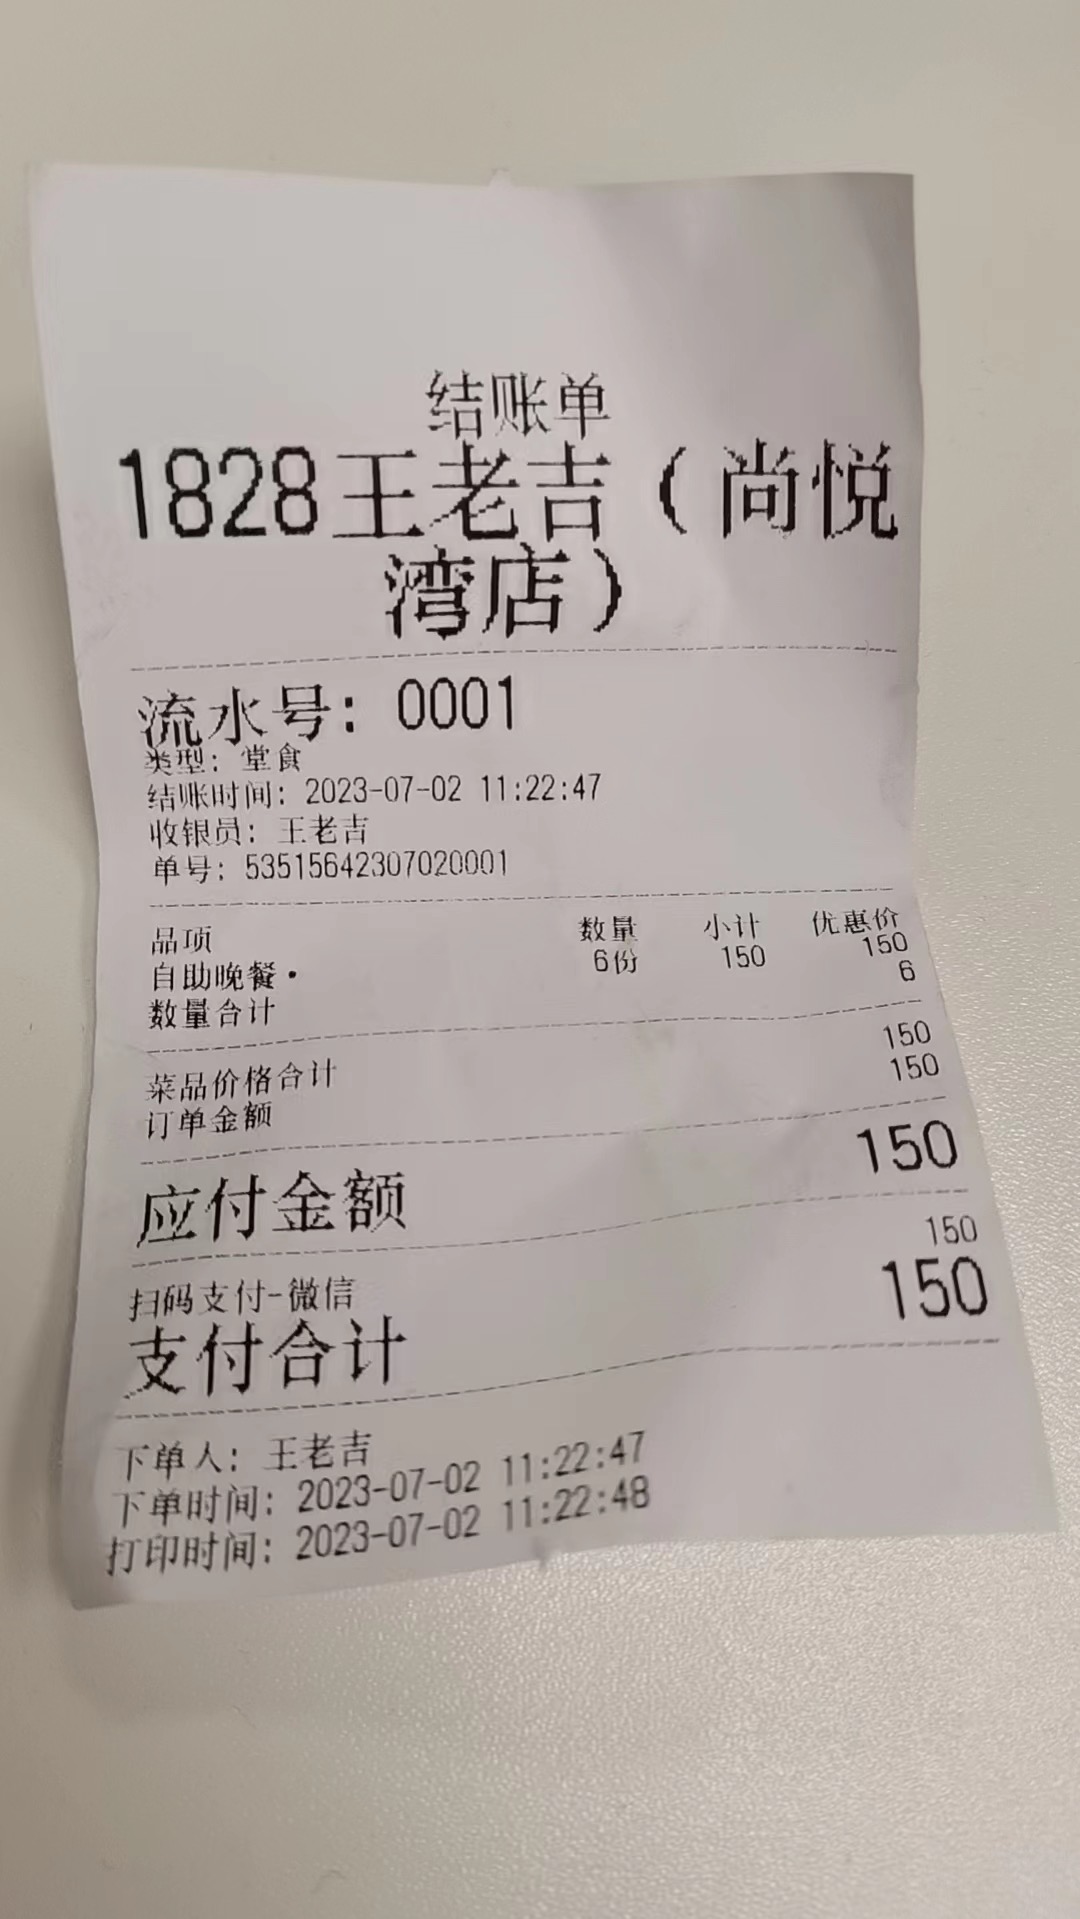 结账单
1828王老吉（尚悦
湾店）
流水号：0001
类型：堂食
结账时间：2023-07-02 11:22:47
收银员：王老吉
单号：53515642307020001
品项 数量 小计 优惠价
自助晚餐· 6份 150 150
数量合计 6
菜品价格合计 150
订单金额 150
应付金额 150
扫码支付-微信 150
支付合计 150
下单人：王老吉
下单时间：2023-07-02 11:22:47
打印时间：2023-07-02 11:22:48